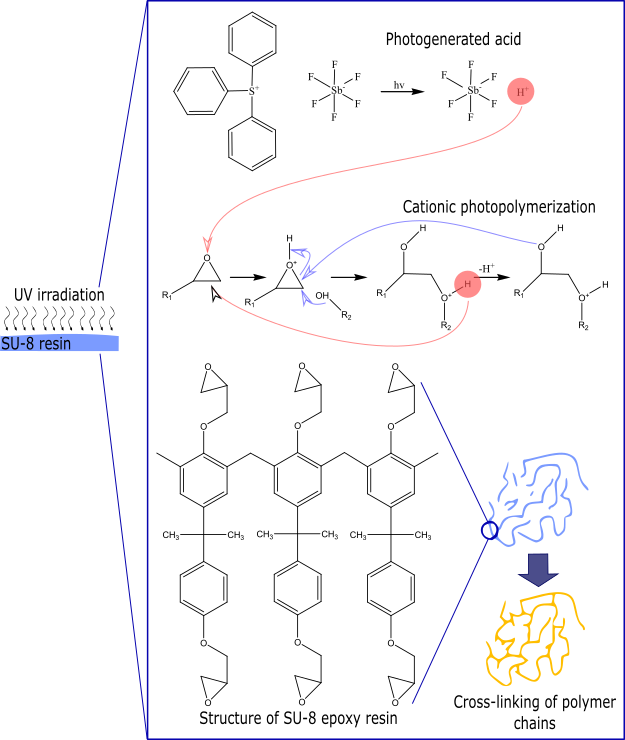 Photogenerated acid
S+
F
F
F
Sb-
F
F
F
hν
F
F
F
Sb-
F
F
F
H+
Cationic photopolymerization
O
R1
H
O+
R1
OH
R2
O
H
R1
O+
H
R2
-H+
O
H
R1
O+
H
R2
UV irradiation
SU-8 resin
O
O
O
O
O
O
CH3
CH3
CH3
CH3
CH3
CH3
O
O
O
O
O
O
Structure of SU-8 epoxy resin
Cross-linking of polymer
chains